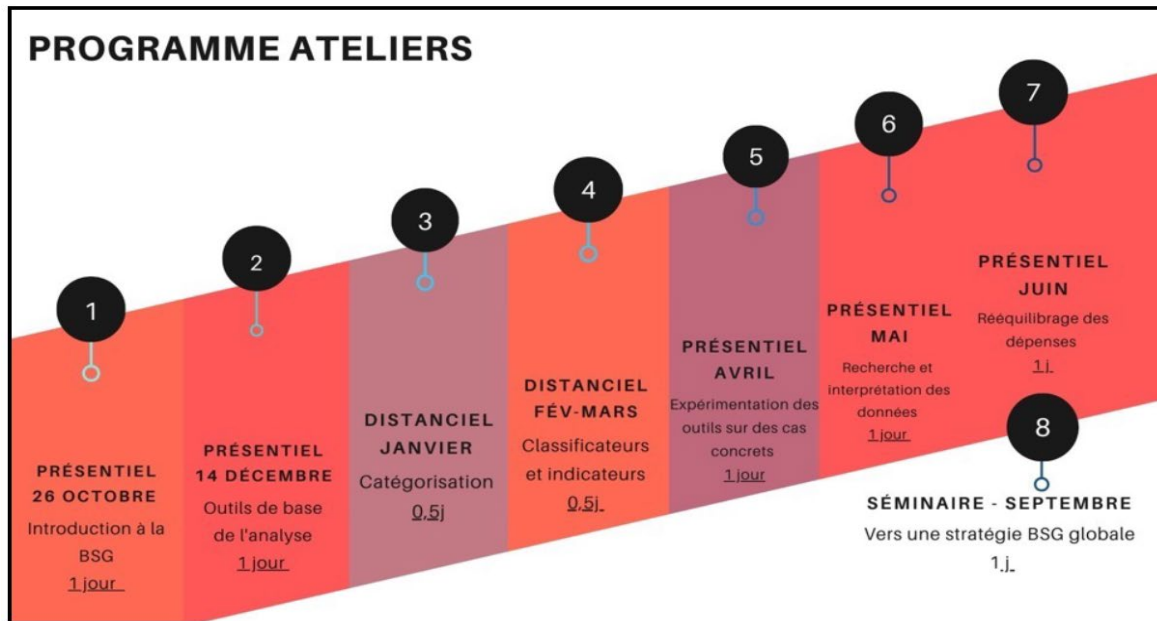 PROGRAMME ATELIERS
1
PRÉSENTIEL
26 OCTOBRE
Introduction à la
BSG
1 jour
2
PRÉSENTIEL
14 DÉCEMBRE
Outils de base
de l'analyse
1 jour
3
DISTANCIEL
JANVIER
Catégorisation
0,5j
4
DISTANCIEL
FÉV-MARS
Classificateurs
et indicateurs
0,5j
5
PRÉSENTIEL
AVRIL
Expérimentation des
outils sur des cas
concrets
1 jour
6
PRÉSENTIEL
MAI
Recherche et
interprétation des
données
1 jour
7
PRÉSENTIEL
JUIN
Rééquilibrage des
dépenses
1 j
8
SÉMINAIRE - SEPTEMBRE
Vers une stratégie BSG globale
1 j